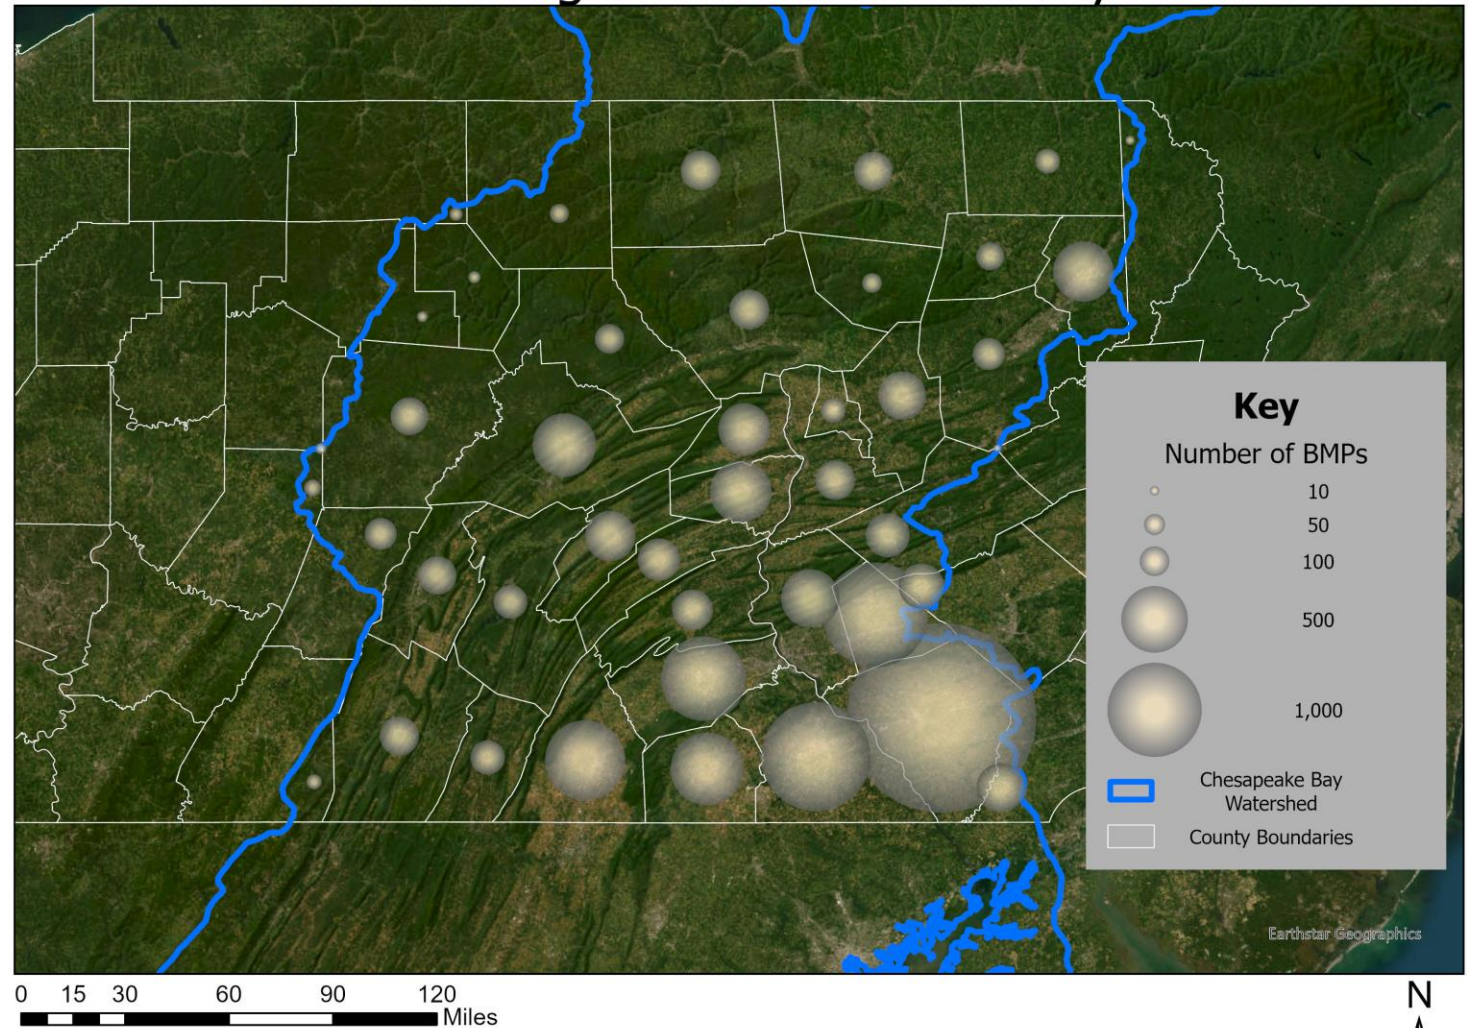 Key
Number of BMPs
10
50
100
500
1,000
Chesapeake Bay
Watershed
County Boundaries
Earthstar Geographics
0 15 30 60 90 120
Miles
N